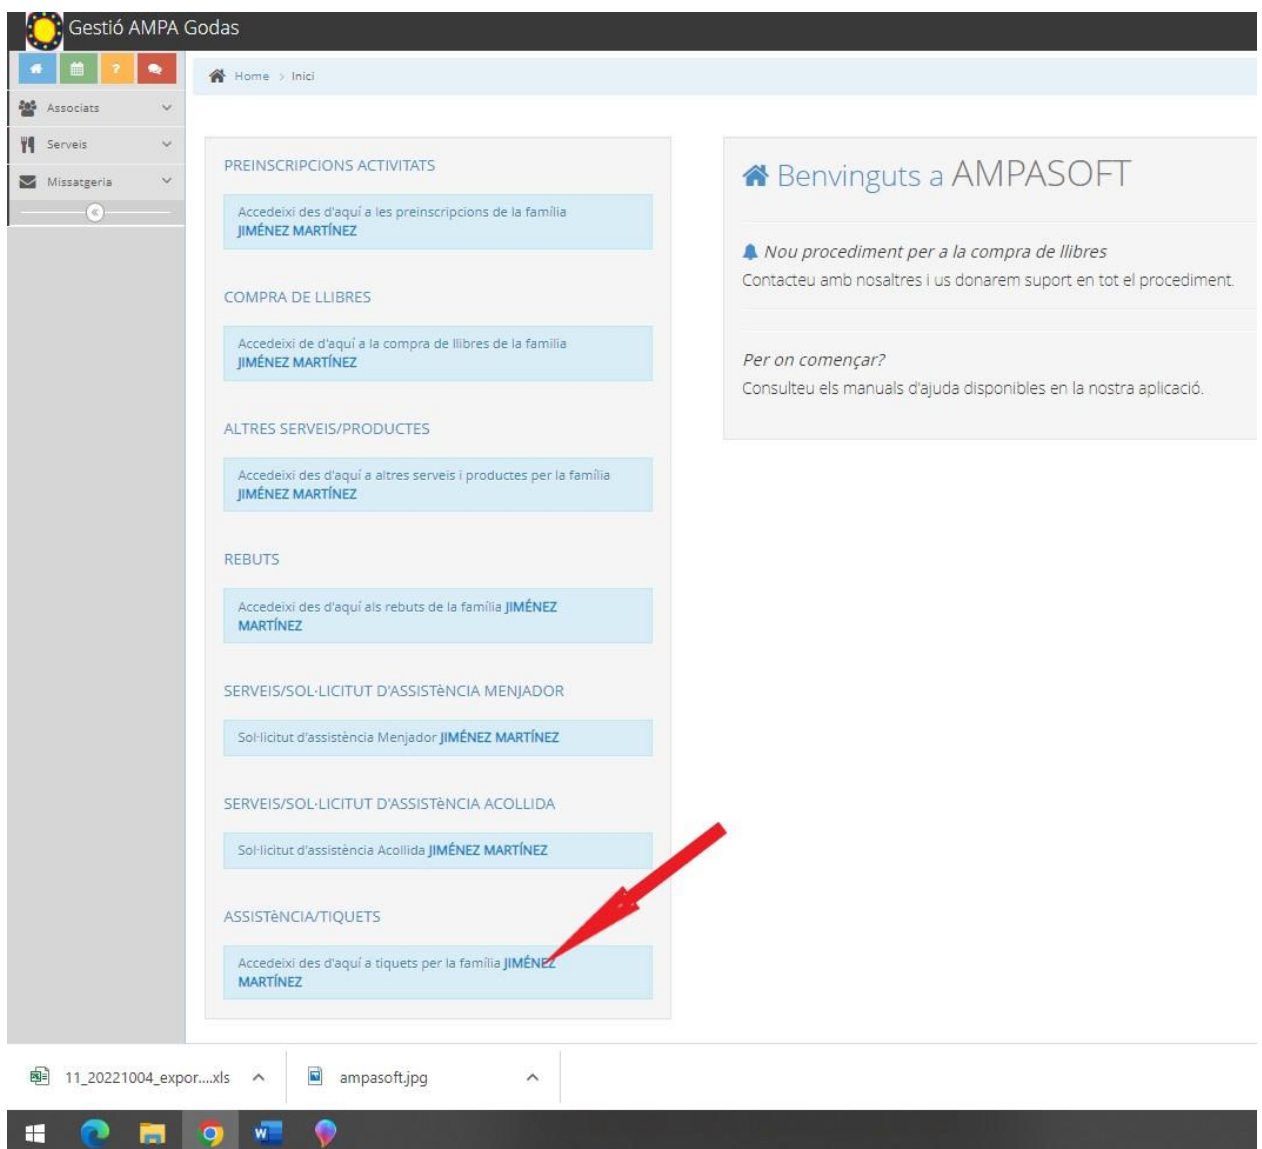 Gestió AMPA Godas
Home > Inici
Associats
Serveis
Missatgeria
PREINSCRIPCIONS ACTIVITATS
Accedeixi des d'aquí a les preinscripcions de la família
JIMÉNEZ MARTÍNEZ
COMPRA DE LLIBRES
Accedeixi de d'aquí a la compra de llibres de la familia
JIMÉNEZ MARTÍNEZ
ALTRES SERVEIS/PRODUCTES
Accedeixi des d'aquí a altres serveis i productes per la família
JIMÉNEZ MARTÍNEZ
REBUTS
Accedeixi des d'aquí als rebuts de la família JIMÉNEZ
MARTÍNEZ
SERVEIS/SOL·LICITUT D'ASSISTèNCIA MENJADOR
Sol·licitut d'assistència Menjador JIMÉNEZ MARTÍNEZ
SERVEIS/SOL·LICITUT D'ASSISTèNCIA ACOLLIDA
Sol·licitut d'assistència Acollida JIMÉNEZ MARTÍNEZ
ASSISTèNCIA/TIQUETS
Accedeixi des d'aquí a tiquets per la família JIMÉNEZ
MARTÍNEZ
Benvinguts a AMPASOFT
Nou procediment per a la compra de llibres
Contacteu amb nosaltres i us donarem suport en tot el procediment.
Per on començar?
Consulteu els manuals d'ajuda disponibles en la nostra aplicació.
11_20221004_expor....xls
ampasoft.jpg